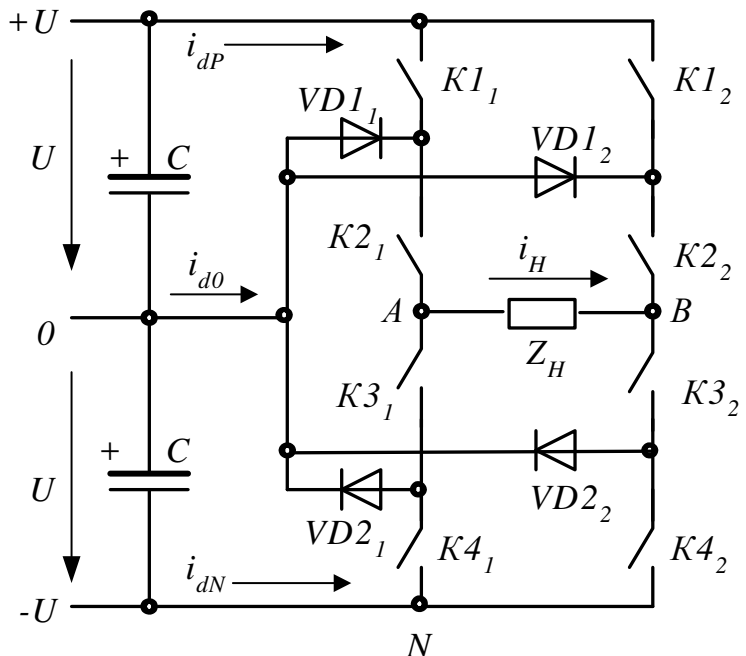 +U
i_dP
K1_1
K1_2
VD1_1
VD1_2
U
+
C
K2_1
i_H
K2_2
i_d0
0
A
B
Z_H
K3_1
K3_2
+
C
U
VD2_1
VD2_2
K4_1
K4_2
i_dN
-U
N